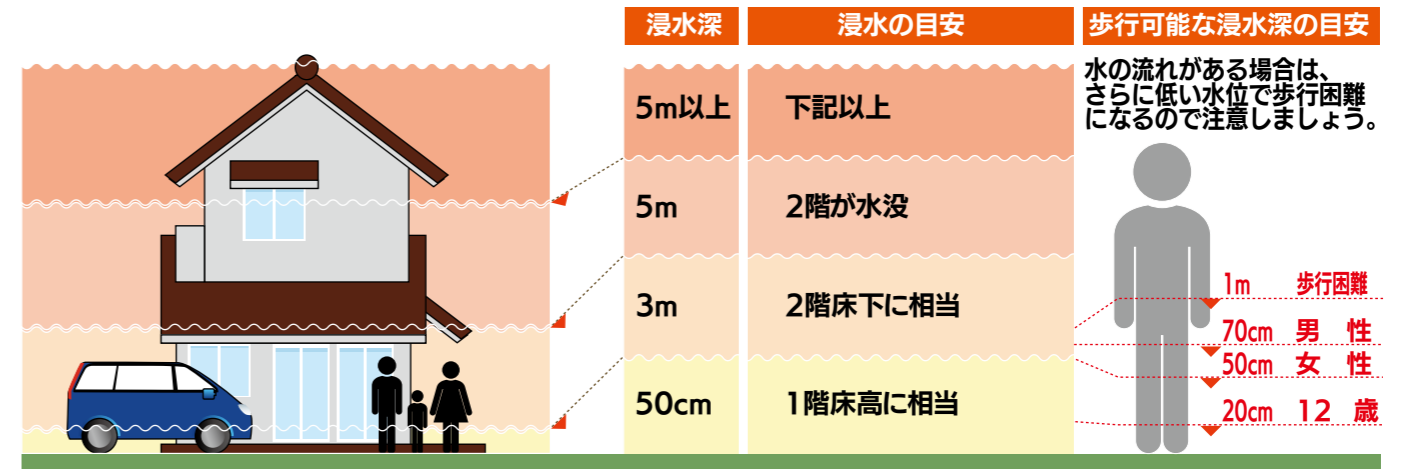 浸水深
浸水の目安
歩行可能な浸水深の目安
5m以上
下記以上
5m
2階が水没
3m
2階床下に相当
50cm
1階床高に相当
水の流れがある場合は、
さらに低い水位で歩行困難
になるので注意しましょう。
1m 歩行困難
70cm 男 性
50cm 女 性
20cm 12 歳